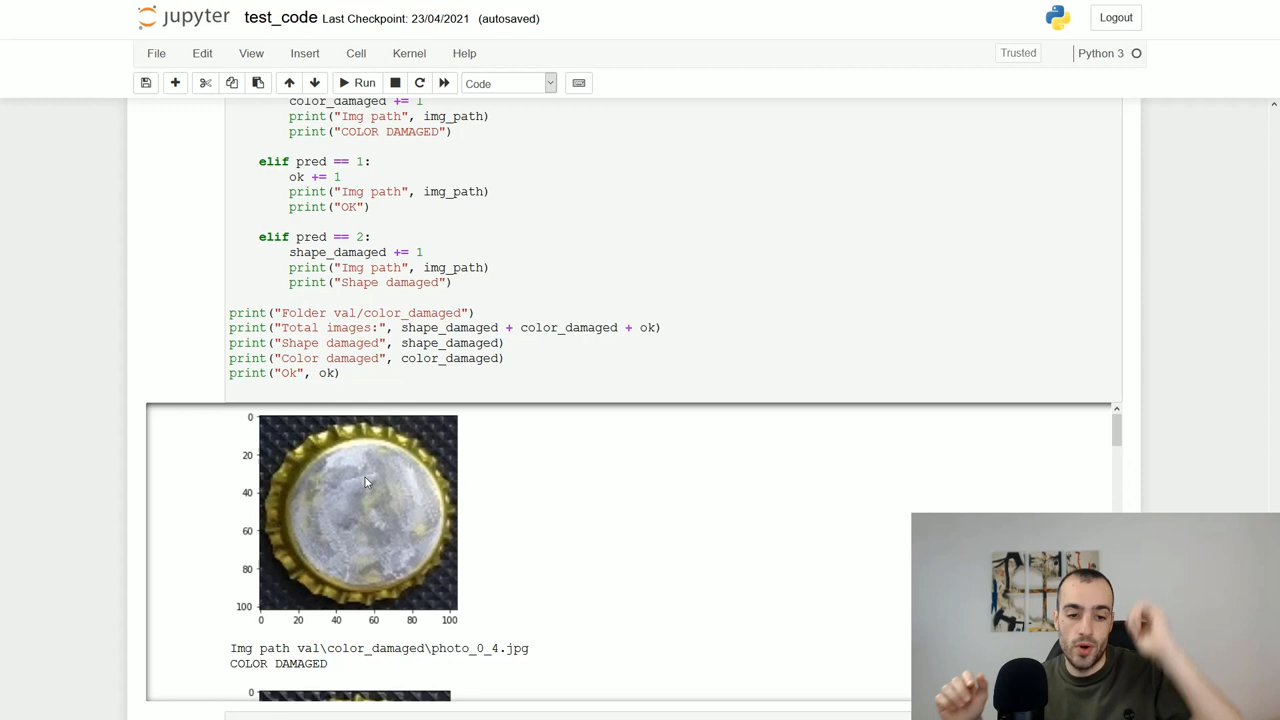 jupyter test_code Last Checkpoint: 23/04/2021 (autosaved) Logout
File Edit View Insert Cell Kernel Help Trusted Python 3
Run Code
color_damaged += 1
print("Img path", img_path)
print("COLOR DAMAGED")
elif pred == 1:
ok += 1
print("Img path", img_path)
print("OK")
elif pred == 2:
shape_damaged += 1
print("Img path", img_path)
print("Shape damaged")
print("Folder val/color_damaged")
print("Total images:", shape_damaged + color_damaged + ok)
print("Shape damaged", shape_damaged)
print("Color damaged", color_damaged)
print("Ok", ok)
0
20
40
60
80
100
0 20 40 60 80 100
Img path val\color_damaged\photo_0_4.jpg
COLOR DAMAGED
0